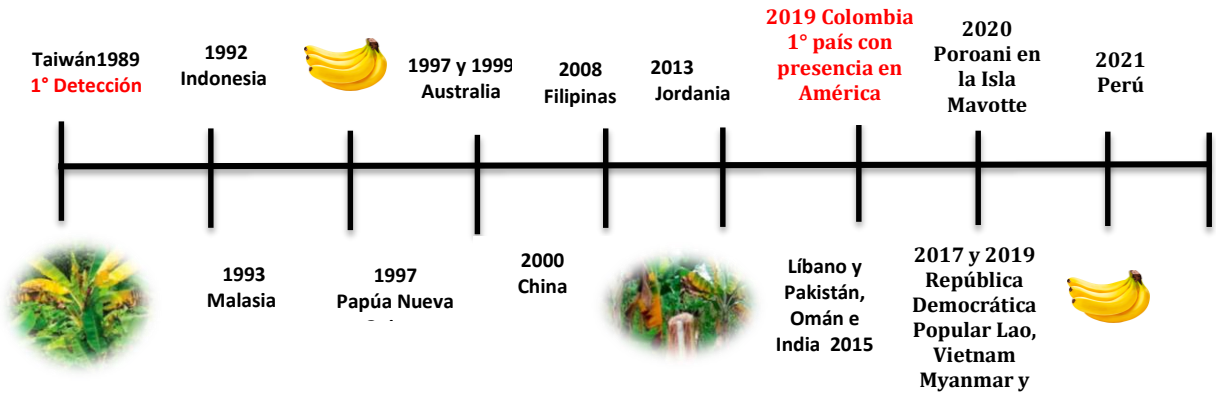 Taiwán1989
1° Detección
1992
Indonesia
1997 y 1999
Australia
2008
Filipinas
2013
Jordania
2019 Colombia
1° país con
presencia en
América
2020
Poroani en
la Isla
Mavotte
2021
Perú
1993
Malasia
1997
Papúa Nueva
2000
China
Líbano y
Pakistán,
Omán e
India 2015
2017 y 2019
República
Democrática
Popular Lao,
Vietnam
Myanmar y